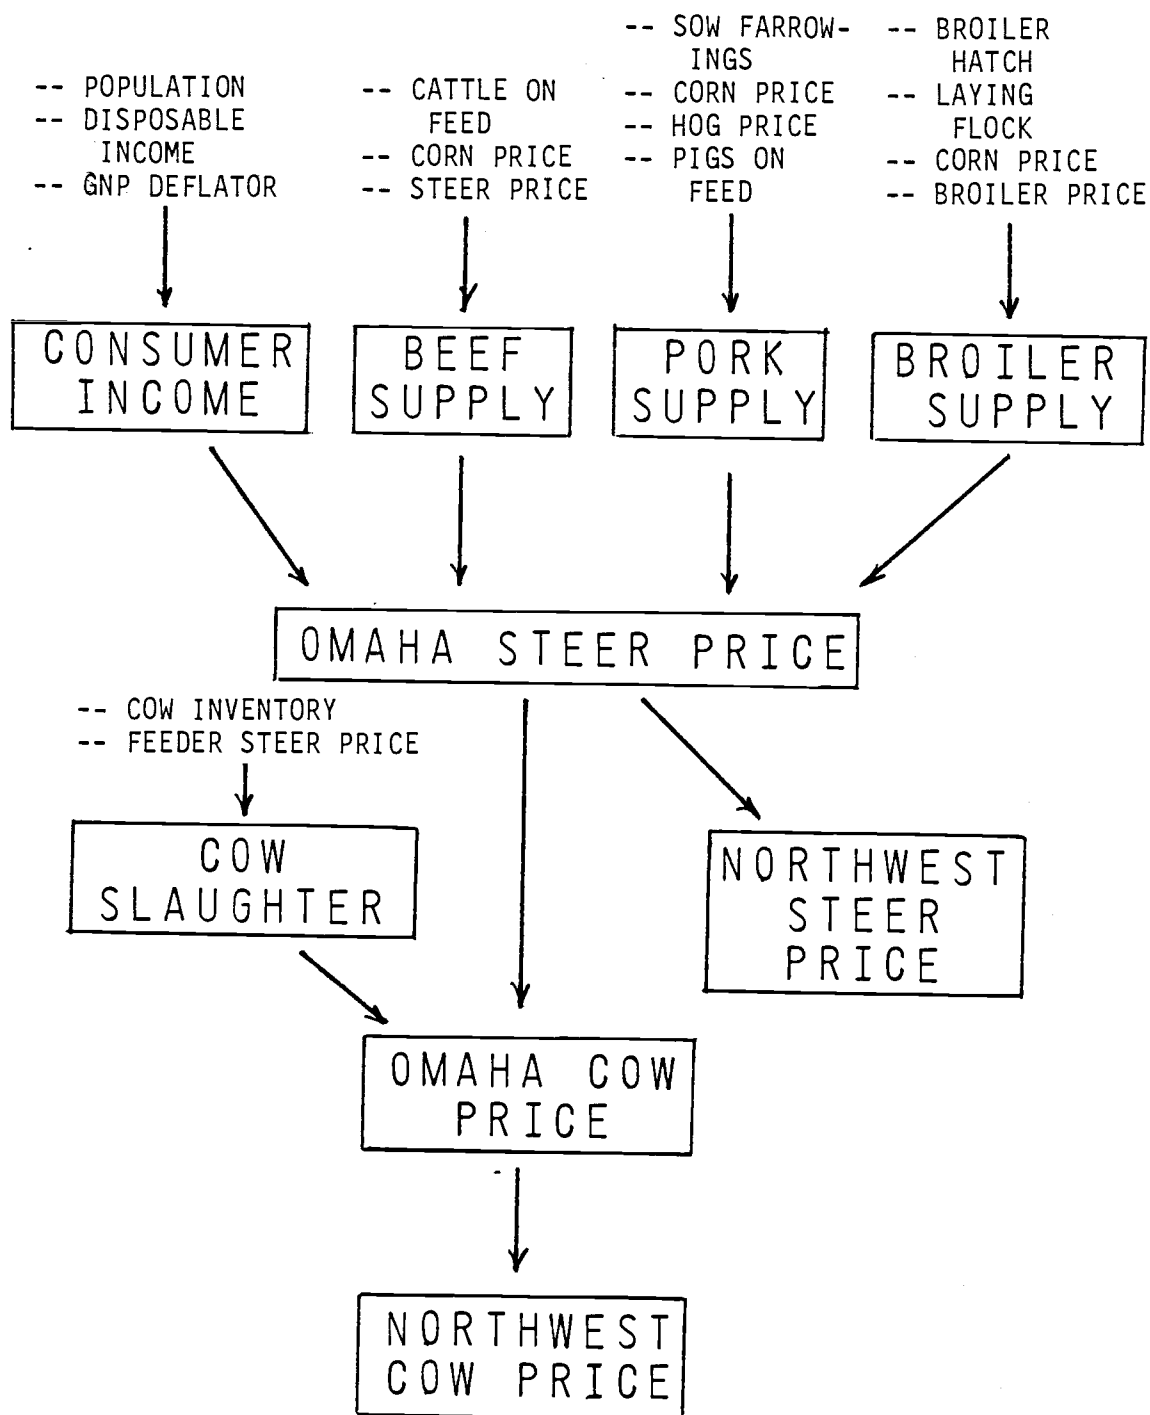 -- POPULATION
-- DISPOSABLE
INCOME
-- GNP DEFLATOR
-- CATTLE ON
FEED
-- CORN PRICE
-- STEER PRICE
-- SOW FARROW-
INGS
-- CORN PRICE
-- HOG PRICE
-- PIGS ON
FEED
-- BROILER
HATCH
-- LAYING
FLOCK
-- CORN PRICE
-- BROILER PRICE
CONSUMER
INCOME
BEEF
SUPPLY
PORK
SUPPLY
BROILER
SUPPLY
OMAHA STEER PRICE
-- COW INVENTORY
-- FEEDER STEER PRICE
COW
SLAUGHTER
NORTHWEST
STEER
PRICE
OMAHA COW
PRICE
NORTHWEST
COW PRICE